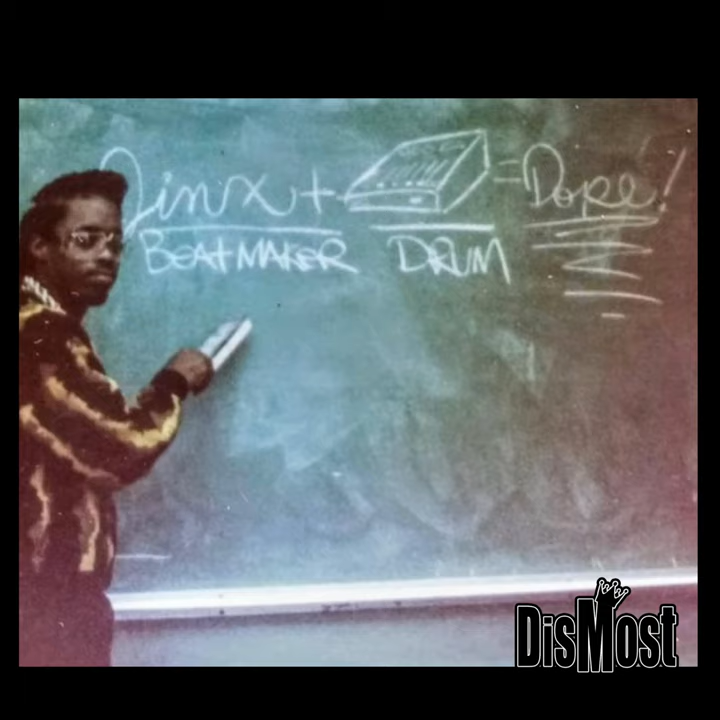 Jinx + = Dope!
BEATMAKER DRUM
DisMost